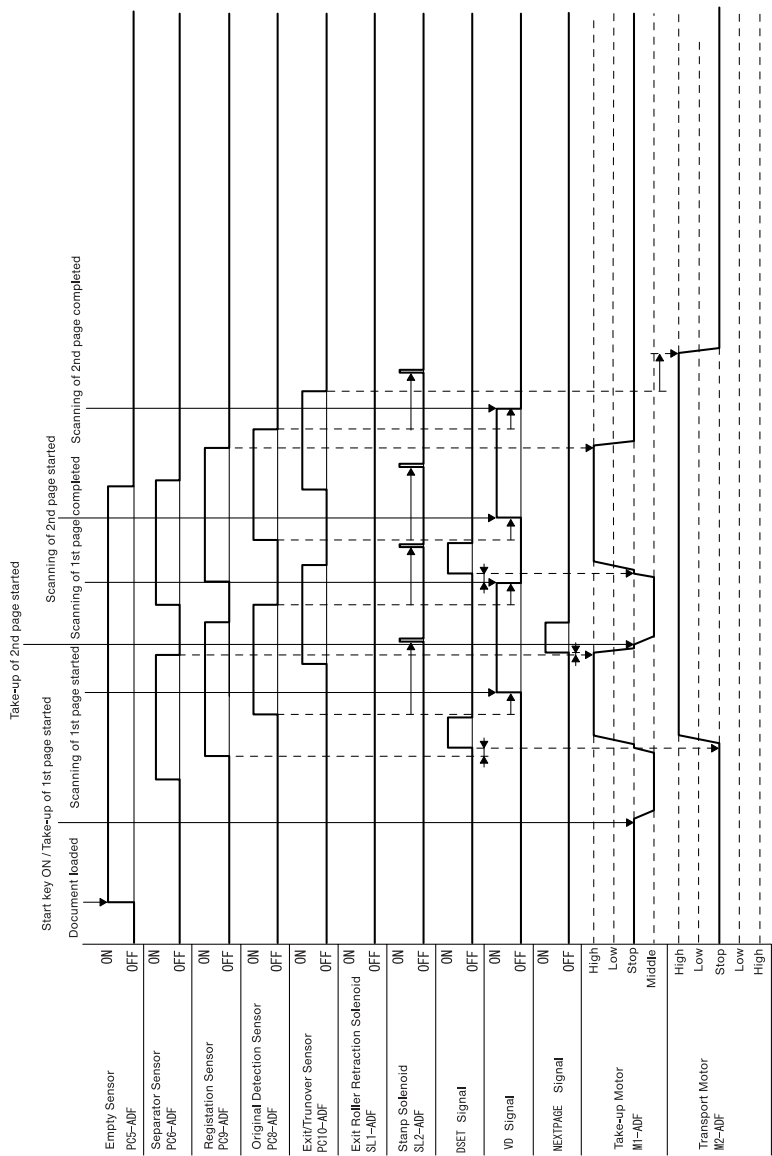 Take-up of 2nd page started
Start key ON / Take-up of 1st page started
Scanning of 2nd page started
Document loaded
Scanning of 1st page started
Scanning of 1st page completed
Scanning of 2nd page completed
Empty Sensor
PC5-ADF
ON
OFF
Separator Sensor
PC6-ADF
ON
OFF
Registation Sensor
PC9-ADF
ON
OFF
Original Detection Sensor
PC8-ADF
ON
OFF
Exit/Trunover Sensor
PC10-ADF
ON
OFF
Exit Roller Retraction Solenoid
SL1-ADF
ON
OFF
Stanp Solenoid
SL2-ADF
ON
OFF
DSET Signal
ON
OFF
VD Signal
ON
OFF
NEXTPAGE Signal
ON
OFF
Take-up Motor
M1-ADF
High
Low
Stop
Middle
Transport Motor
M2-ADF
High
Low
Stop
Low
High